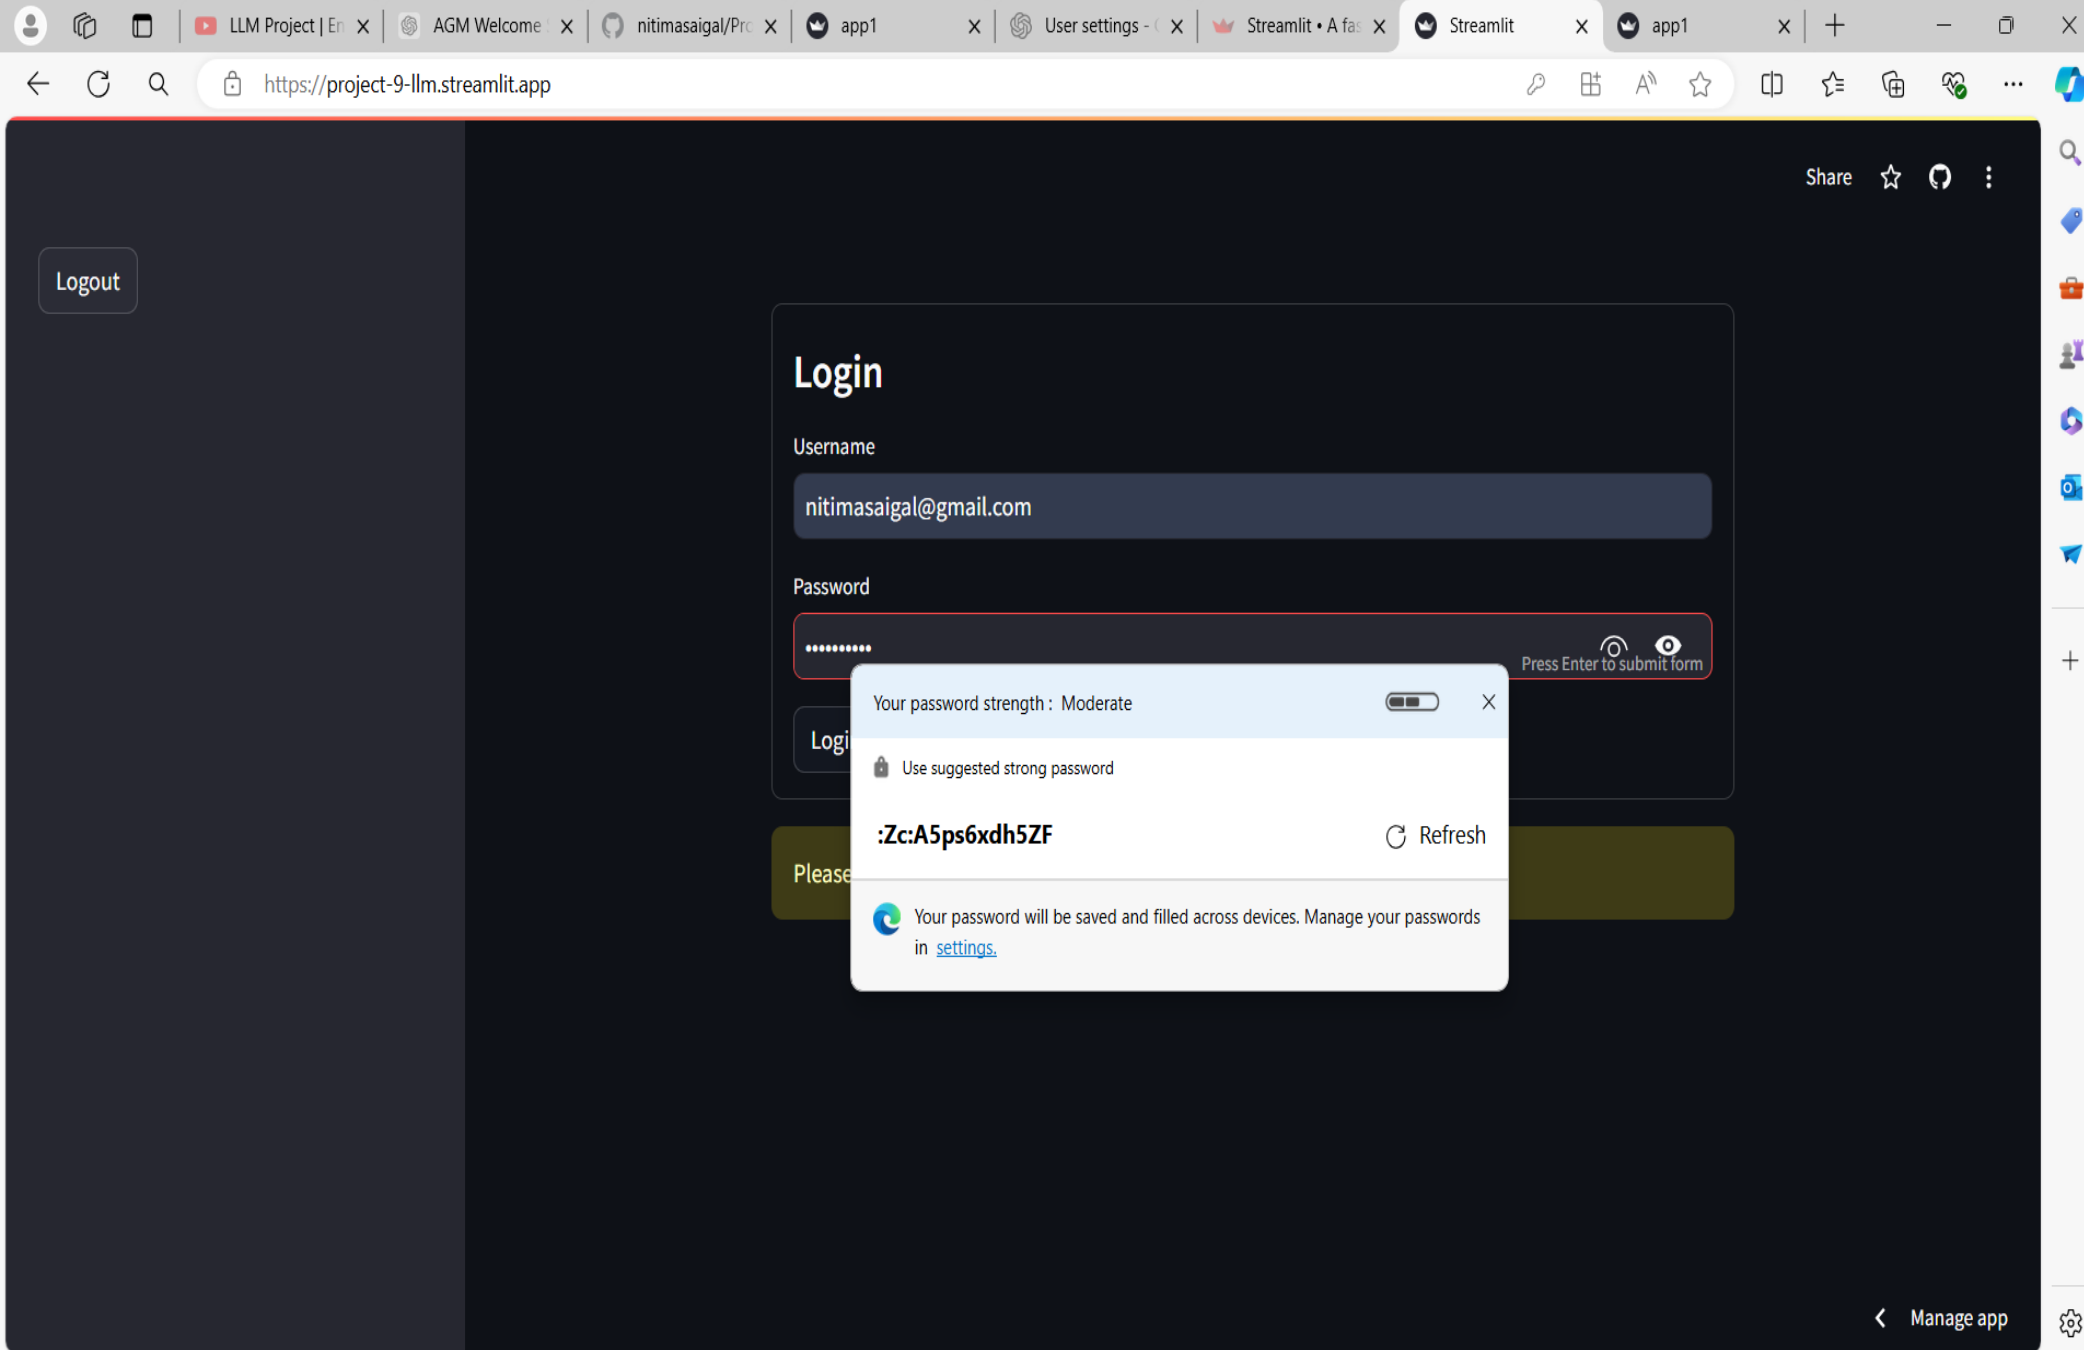 LLM Project | En
AGM Welcome
nitimasaigal/Pro
app1
User settings -
Streamlit • A fas
Streamlit
app1
https://project-9-llm.streamlit.app
Share
Logout
Login
Username
nitimasaigal@gmail.com
Password
••••••••••
Press Enter to submit form
Your password strength : Moderate
Logi
Use suggested strong password
:Zc:A5ps6xdh5ZF
Refresh
Please
Your password will be saved and filled across devices. Manage your passwords
in settings.
Manage app